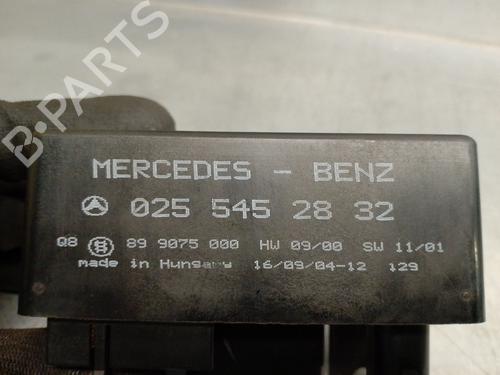 MERCEDES - BENZ
025 545 28 32
Q8 89 9075 000 HW 09/00 SW 11/01
made in Hungary 16/09/04-12 129
B-PARTS